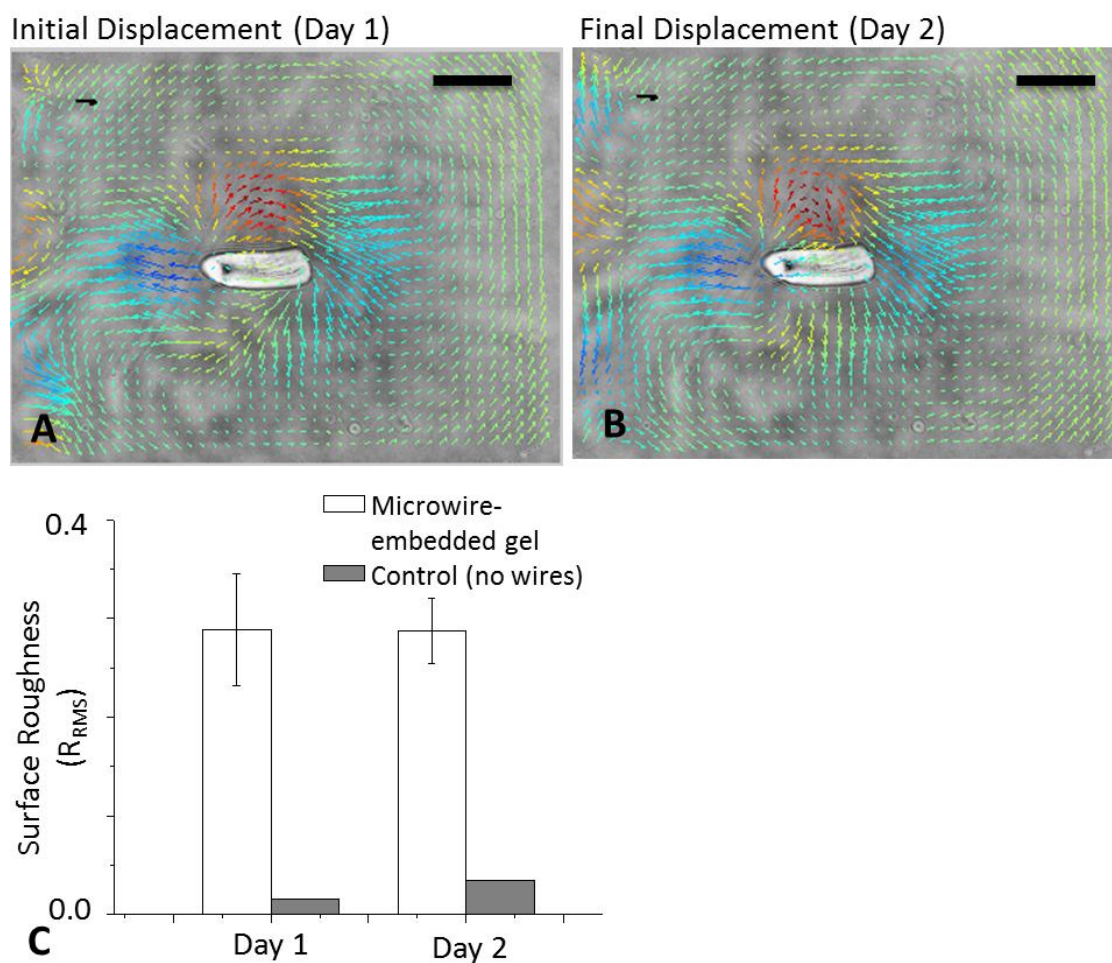 Initial Displacement (Day 1)
Final Displacement (Day 2)
A
B
0.4
Microwire-
embedded gel
Control (no wires)
Surface Roughness
(RRMS)
0.0
Day 1
Day 2
C